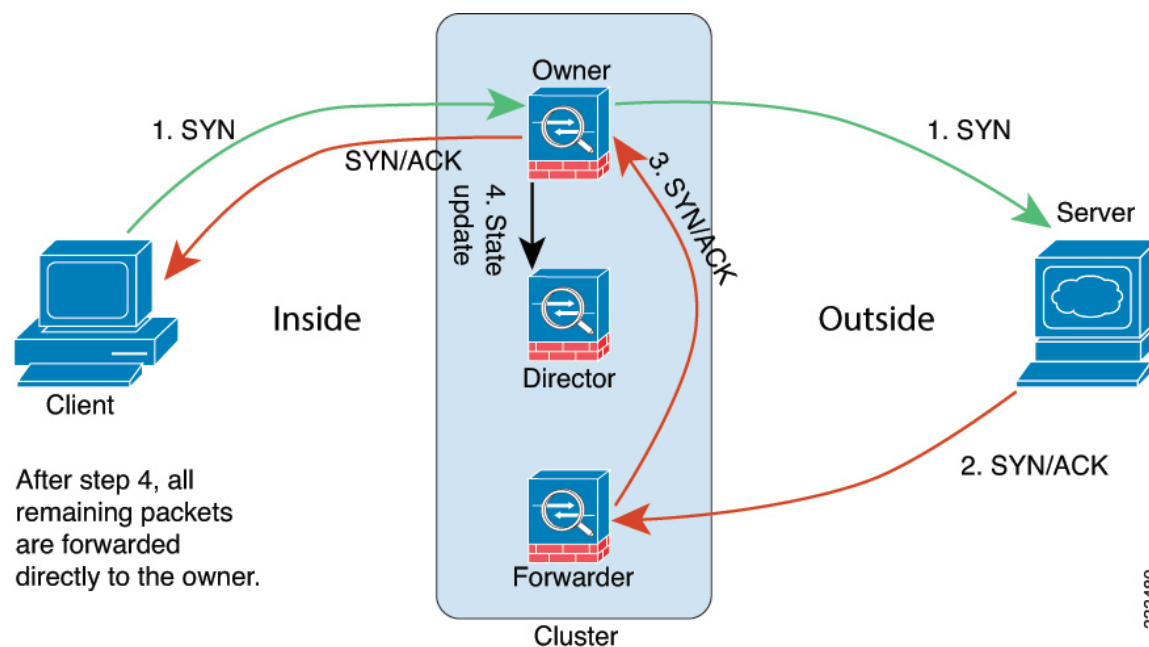 Owner
1. SYN
1. SYN
SYN/ACK
3. SYN/ACK
4. State
update
Server
Inside
Outside
Director
Client
2. SYN/ACK
After step 4, all
remaining packets
are forwarded
directly to the owner.
Forwarder
Cluster